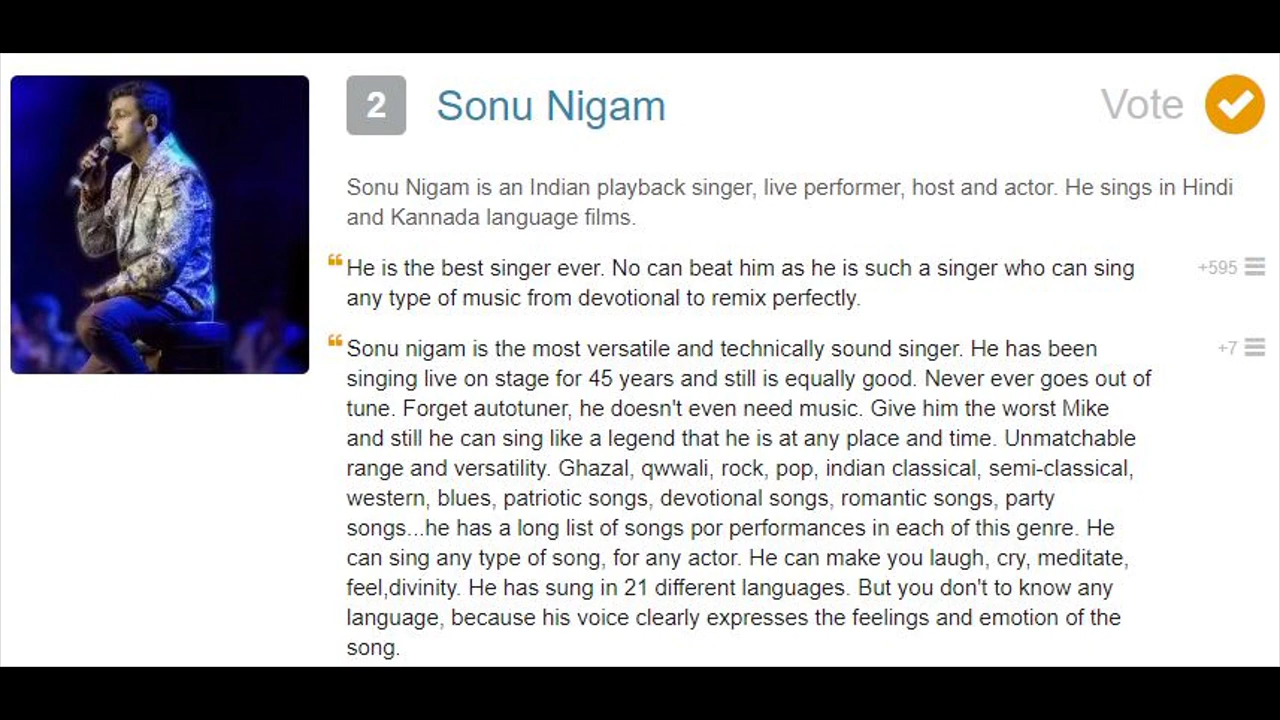 2
Sonu Nigam
Vote
Sonu Nigam is an Indian playback singer, live performer, host and actor. He sings in Hindi
and Kannada language films.
“ He is the best singer ever. No can beat him as he is such a singer who can sing
+595
any type of music from devotional to remix perfectly.
“ Sonu nigam is the most versatile and technically sound singer. He has been
+7
singing live on stage for 45 years and still is equally good. Never ever goes out of
tune. Forget autotuner, he doesn't even need music. Give him the worst Mike
and still he can sing like a legend that he is at any place and time. Unmatchable
range and versatility. Ghazal, qwwali, rock, pop, indian classical, semi-classical,
western, blues, patriotic songs, devotional songs, romantic songs, party
songs...he has a long list of songs por performances in each of this genre. He
can sing any type of song, for any actor. He can make you laugh, cry, meditate,
feel,divinity. He has sung in 21 different languages. But you don't to know any
language, because his voice clearly expresses the feelings and emotion of the
song.